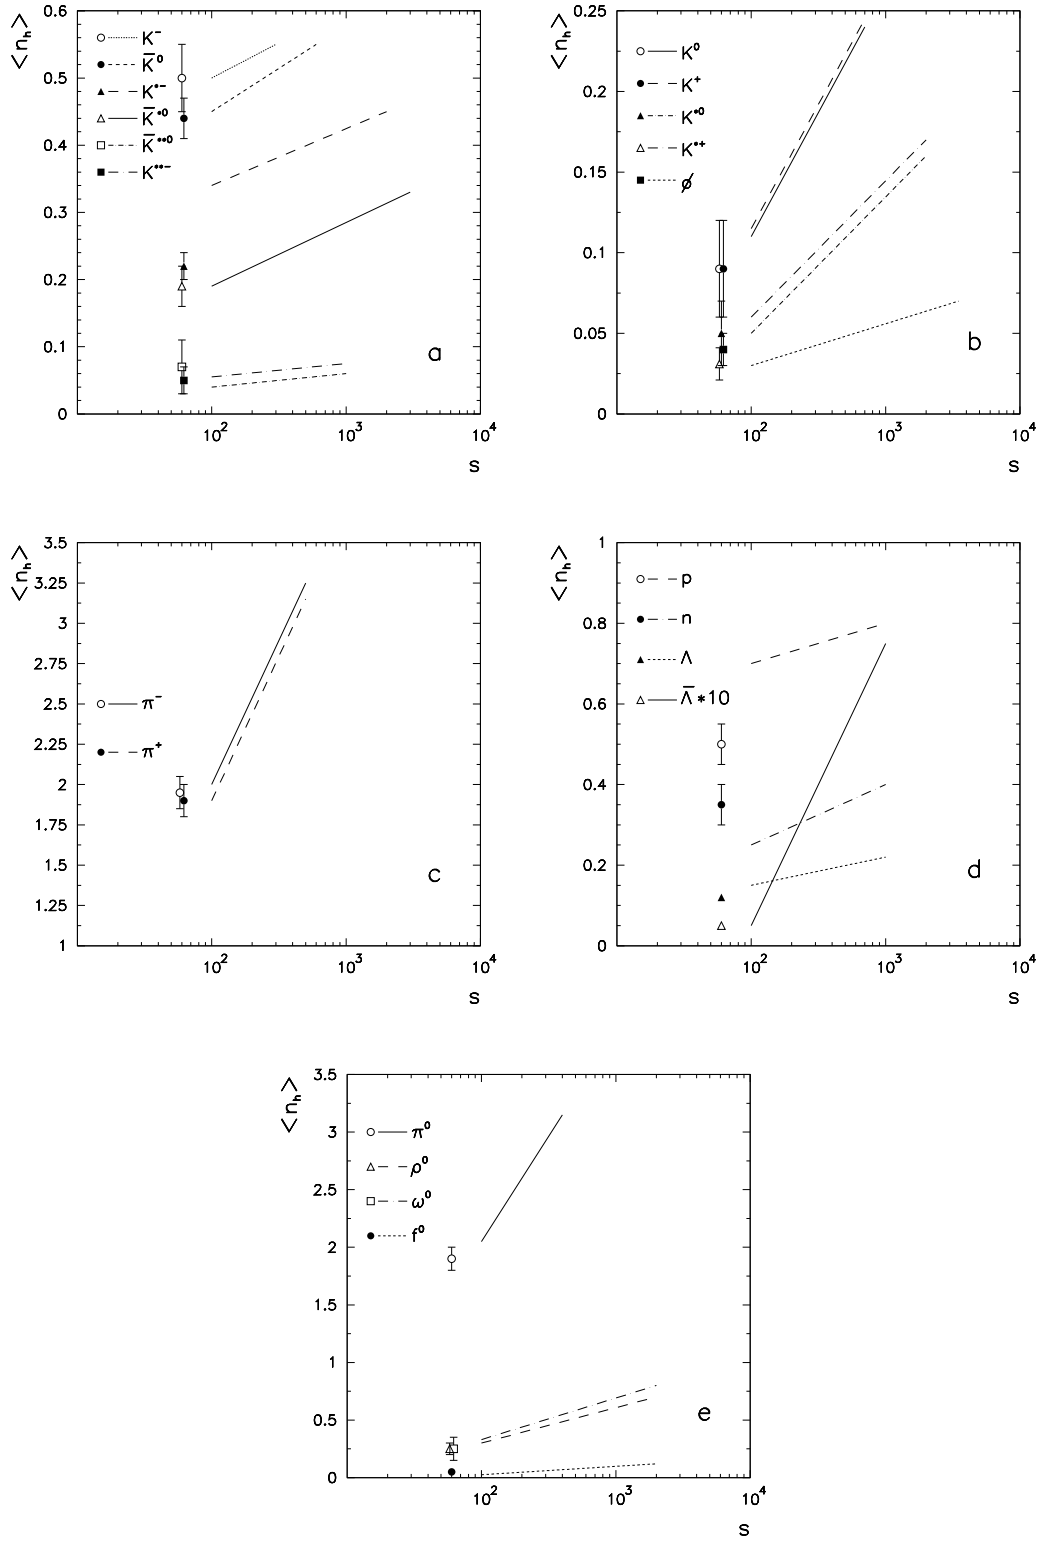 ⟨n_h⟩
0.6
0.5
0.4
0.3
0.2
0.1
0
K⁻
K̄⁰
K*⁻
K̄*⁰
K̄**⁰
K**⁻
a
10² 10³ 10⁴
s
⟨n_h⟩
0.25
0.2
0.15
0.1
0.05
0
K⁰
K⁺
K*⁰
K*⁺
ϕ
b
10² 10³ 10⁴
s
⟨n_h⟩
3.5
3.25
3
2.75
2.5
2.25
2
1.75
1.5
1.25
1
π⁻
π⁺
c
10² 10³ 10⁴
s
⟨n_h⟩
1
0.8
0.6
0.4
0.2
0
p
n
Λ
Λ̄*10
d
10² 10³ 10⁴
s
⟨n_h⟩
3.5
3
2.5
2
1.5
1
0.5
0
π⁰
ρ⁰
ω⁰
f⁰
e
10² 10³ 10⁴
s